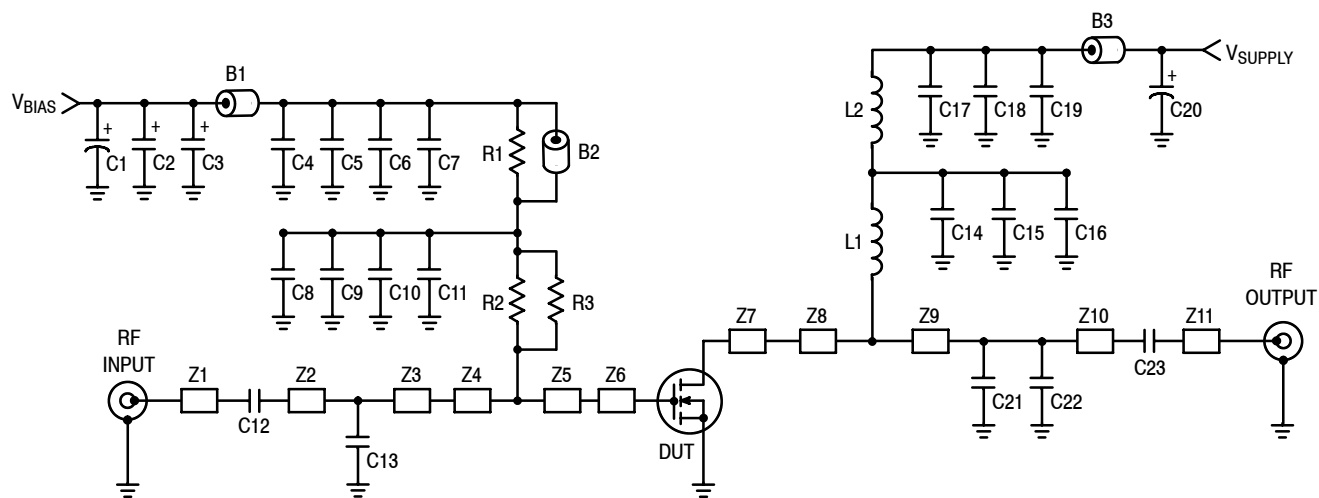 B3
V_SUPPLY
B1
V_BIAS
+
+
+
+
C1
C2
C3
C4
C5
C6
C7
R1
B2
L2
C17
C18
C19
C20
C8
C9
C10
C11
R2
R3
L1
C14
C15
C16
RF
INPUT
Z1
Z2
Z3
Z4
Z5
Z6
C12
C13
DUT
Z7
Z8
Z9
Z10
Z11
C21
C22
C23
RF
OUTPUT